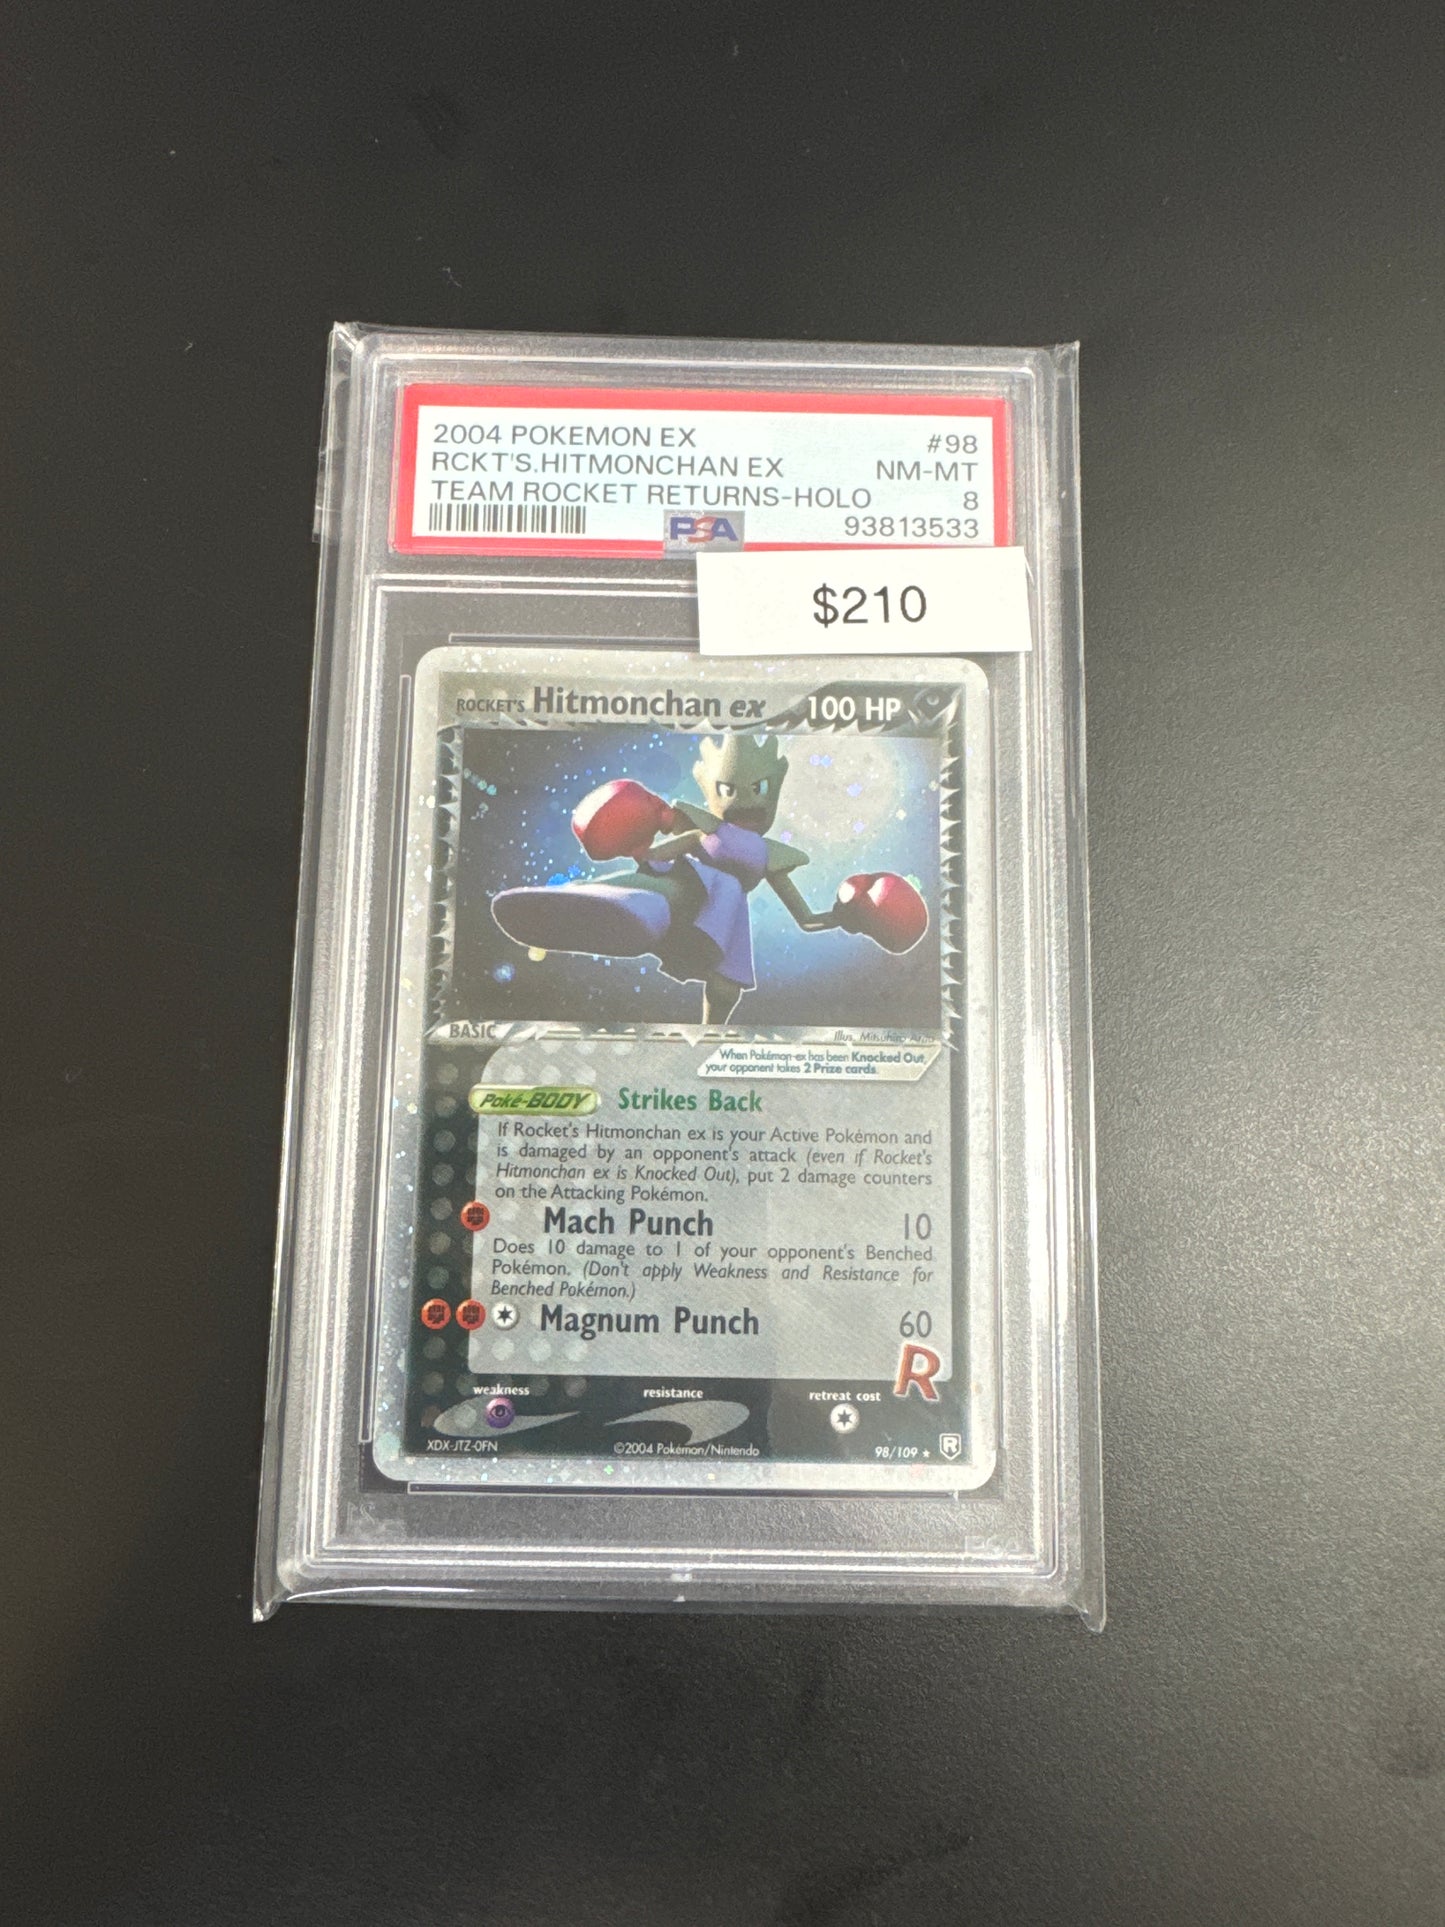 2004 POKEMON EX #98
RCKT'S.HITMONCHAN EX NM-MT
TEAM ROCKET RETURNS-HOLO 8
PSA 93813533
$210
ROCKET'S Hitmonchan ex 100 HP
BASIC
Illus. Mitsuhiro Arita
When Pokémon-ex has been Knocked Out,
your opponent takes 2 Prize cards.
Poké-BODY Strikes Back
If Rocket's Hitmonchan ex is your Active Pokémon and
is damaged by an opponent's attack (even if Rocket's
Hitmonchan ex is Knocked Out), put 2 damage counters
on the Attacking Pokémon.
Mach Punch 10
Does 10 damage to 1 of your opponent's Benched
Pokémon. (Don't apply Weakness and Resistance for
Benched Pokémon.)
Magnum Punch 60
R
weakness resistance retreat cost
XDX-JTZ-0FN ©2004 Pokémon/Nintendo 98/109 ★ R